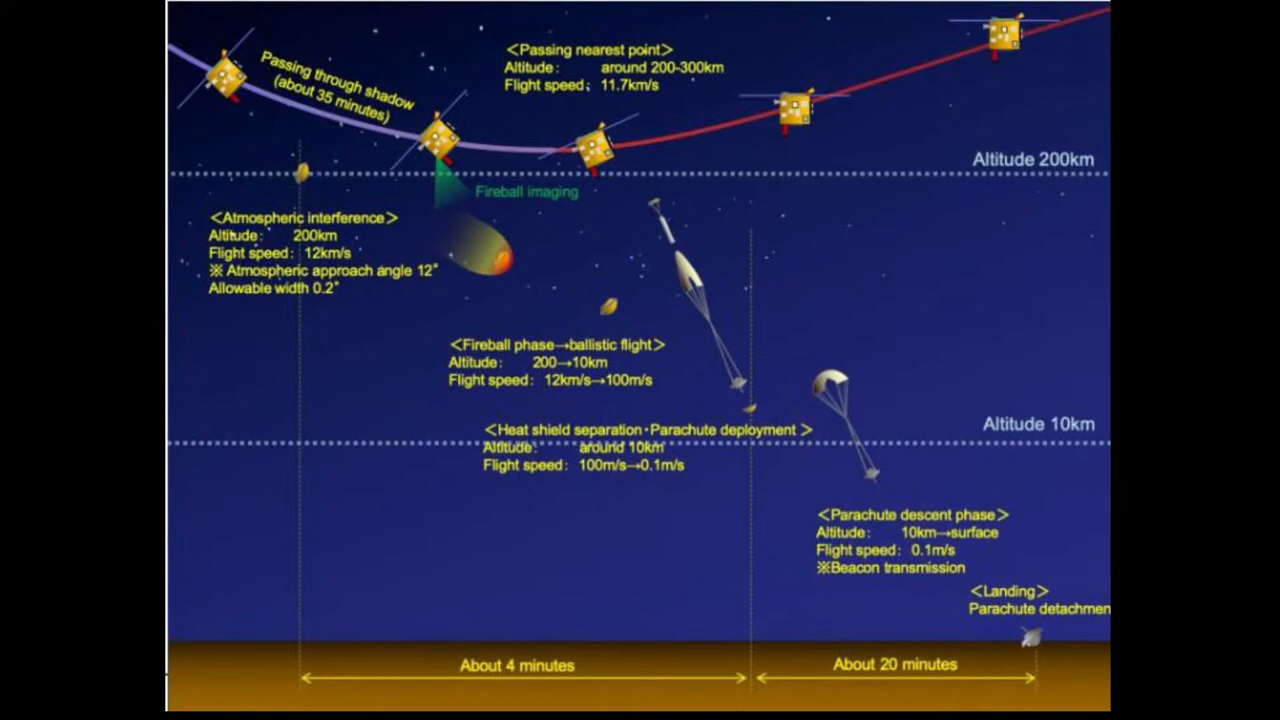 Passing through shadow
(about 35 minutes)
＜Passing nearest point＞
Altitude： around 200-300km
Flight speed： 11.7km/s
Altitude 200km
Fireball imaging
＜Atmospheric interference＞
Altitude： 200km
Flight speed： 12km/s
※ Atmospheric approach angle 12°
Allowable width 0.2°
＜Fireball phase→ballistic flight＞
Altitude： 200→10km
Flight speed： 12km/s→100m/s
Altitude 10km
＜Heat shield separation・Parachute deployment ＞
Altitude： around 10km
Flight speed： 100m/s→0.1m/s
＜Parachute descent phase＞
Altitude： 10km→surface
Flight speed： 0.1m/s
※Beacon transmission
＜Landing＞
Parachute detachmen
About 4 minutes
About 20 minutes